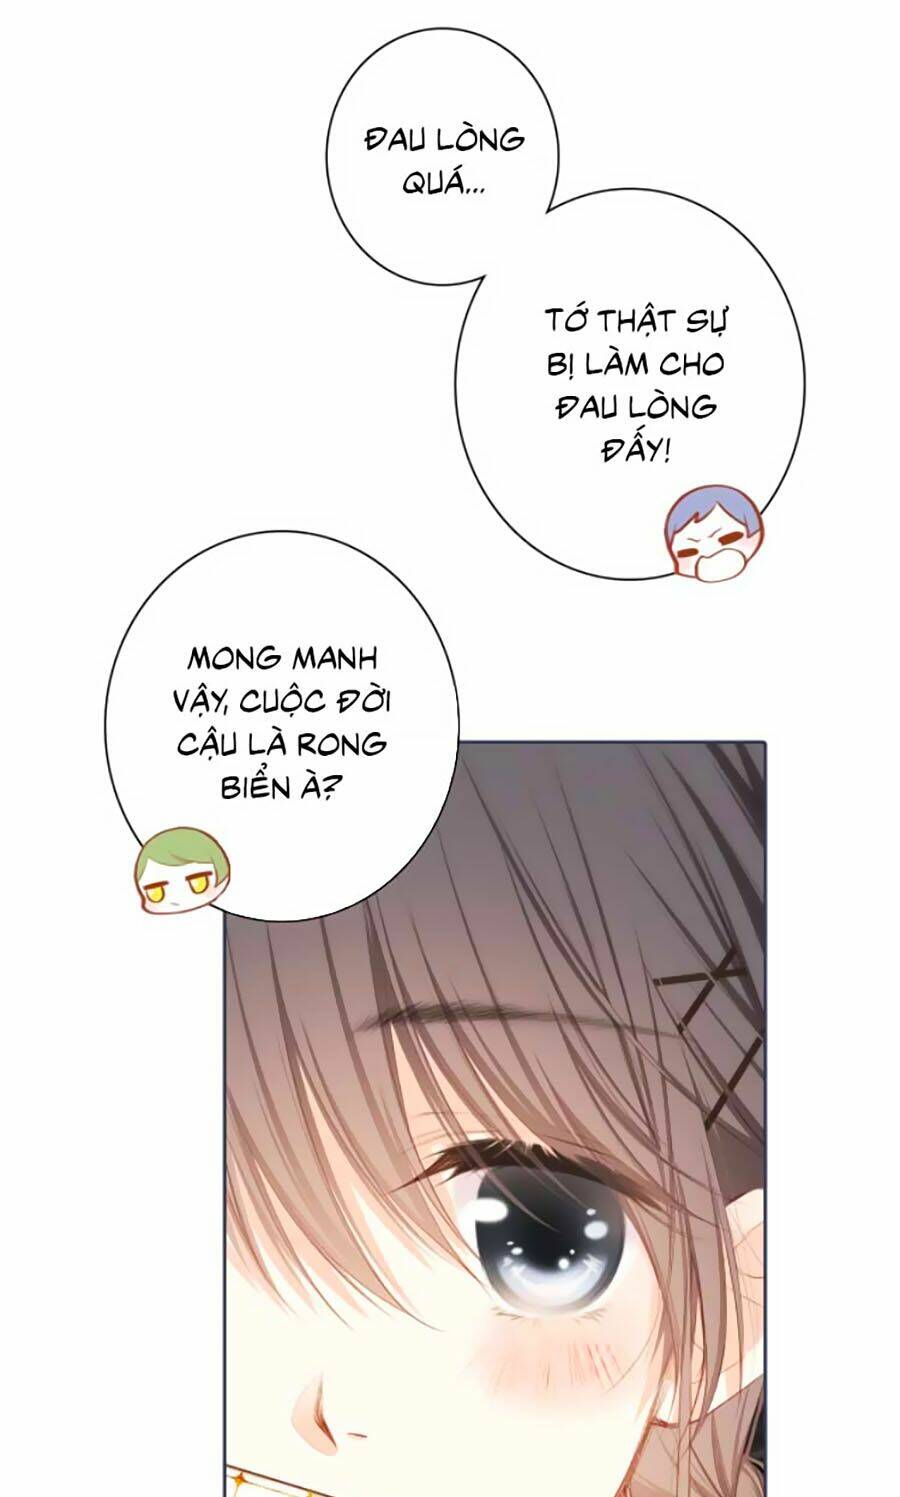 ĐAU LÒNG
QUÁ...
TỚ THẬT SỰ
BỊ LÀM CHO
ĐAU LÒNG
ĐẤY!
MONG MANH
VẬY, CUỘC ĐỜI
CẬU LÀ RONG
BIỂN À?